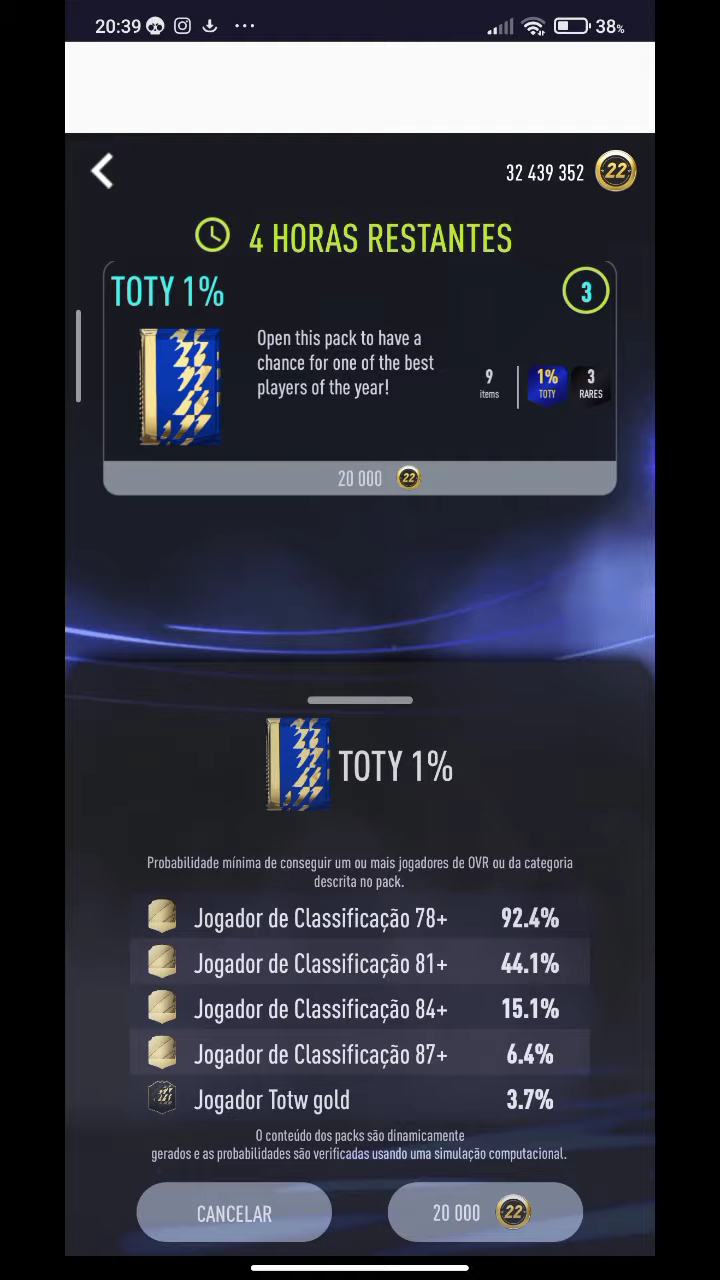 20:39 38%
32 439 352 22
4 HORAS RESTANTES
TOTY 1% 3
Open this pack to have a
chance for one of the best
players of the year!
9
items
1%
TOTY
3
RARES
20 000 22
TOTY 1%
Probabilidade mínima de conseguir um ou mais jogadores de OVR ou da categoria
descrita no pack.
Jogador de Classificação 78+ 92.4%
Jogador de Classificação 81+ 44.1%
Jogador de Classificação 84+ 15.1%
Jogador de Classificação 87+ 6.4%
Jogador Totw gold 3.7%
O conteúdo dos packs são dinamicamente
gerados e as probabilidades são verificadas usando uma simulação computacional.
CANCELAR 20 000 22